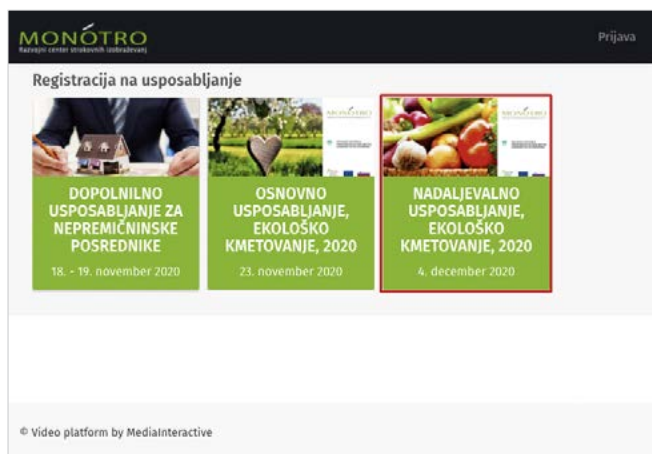 MONÓTRO
Razvojni center strokovnih izobraževanj
Prijava
Registracija na usposabljanje
DOPOLNILNO
USPOSABLJANJE ZA
NEPREMIČNINSKE
POSREDNIKE
18. - 19. november 2020
MONÓTRO
OSNOVNO
USPOSABLJANJE,
EKOLOŠKO
KMETOVANJE, 2020
23. november 2020
MONÓTRO
NADALJEVALNO
USPOSABLJANJE,
EKOLOŠKO
KMETOVANJE, 2020
4. december 2020
© Video platform by MediaInteractive